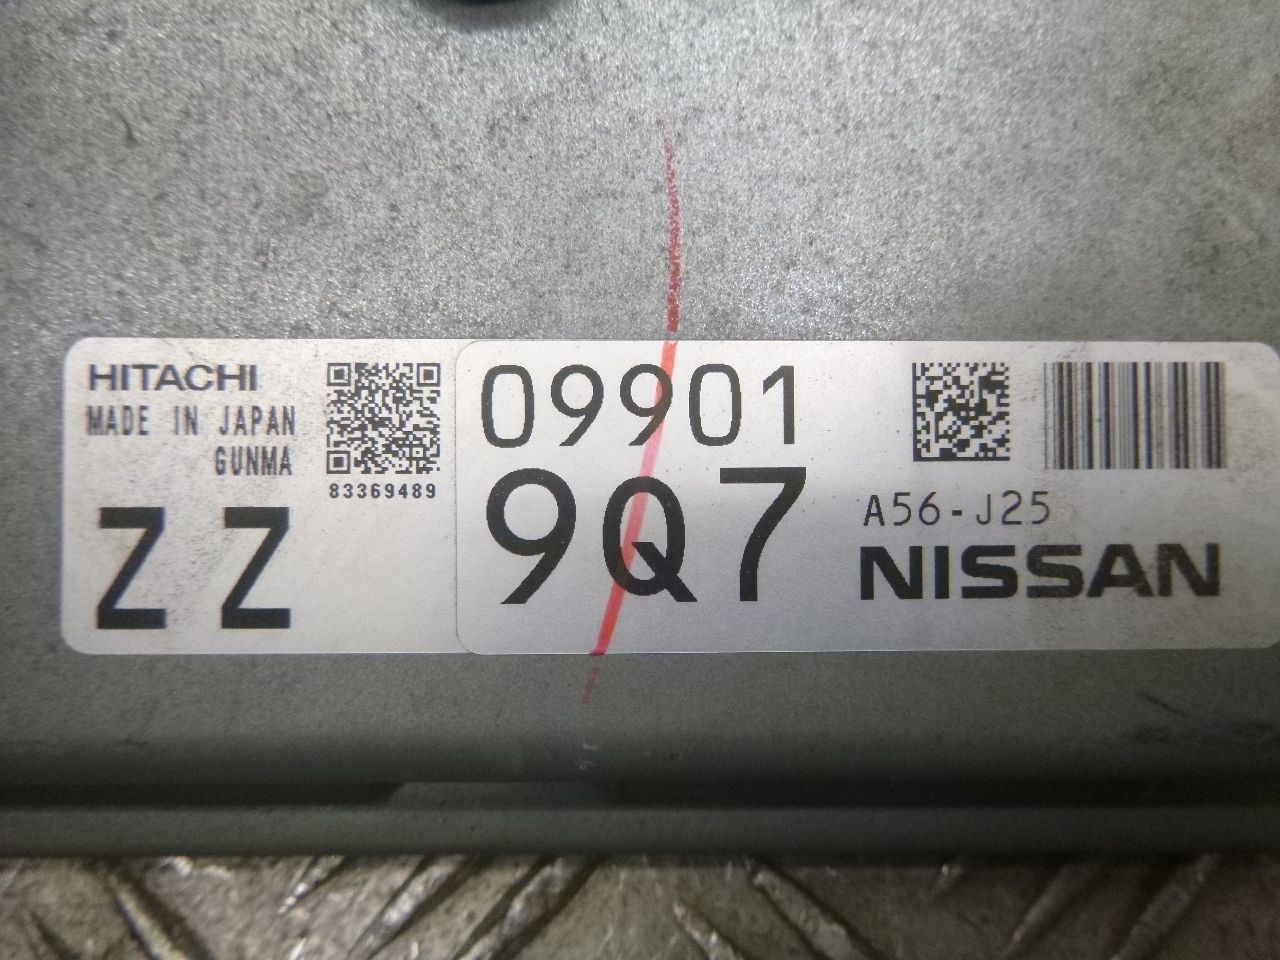 HITACHI
MADE IN JAPAN
GUNMA
83369489
ZZ
09901
9Q7
A56-J25
NISSAN